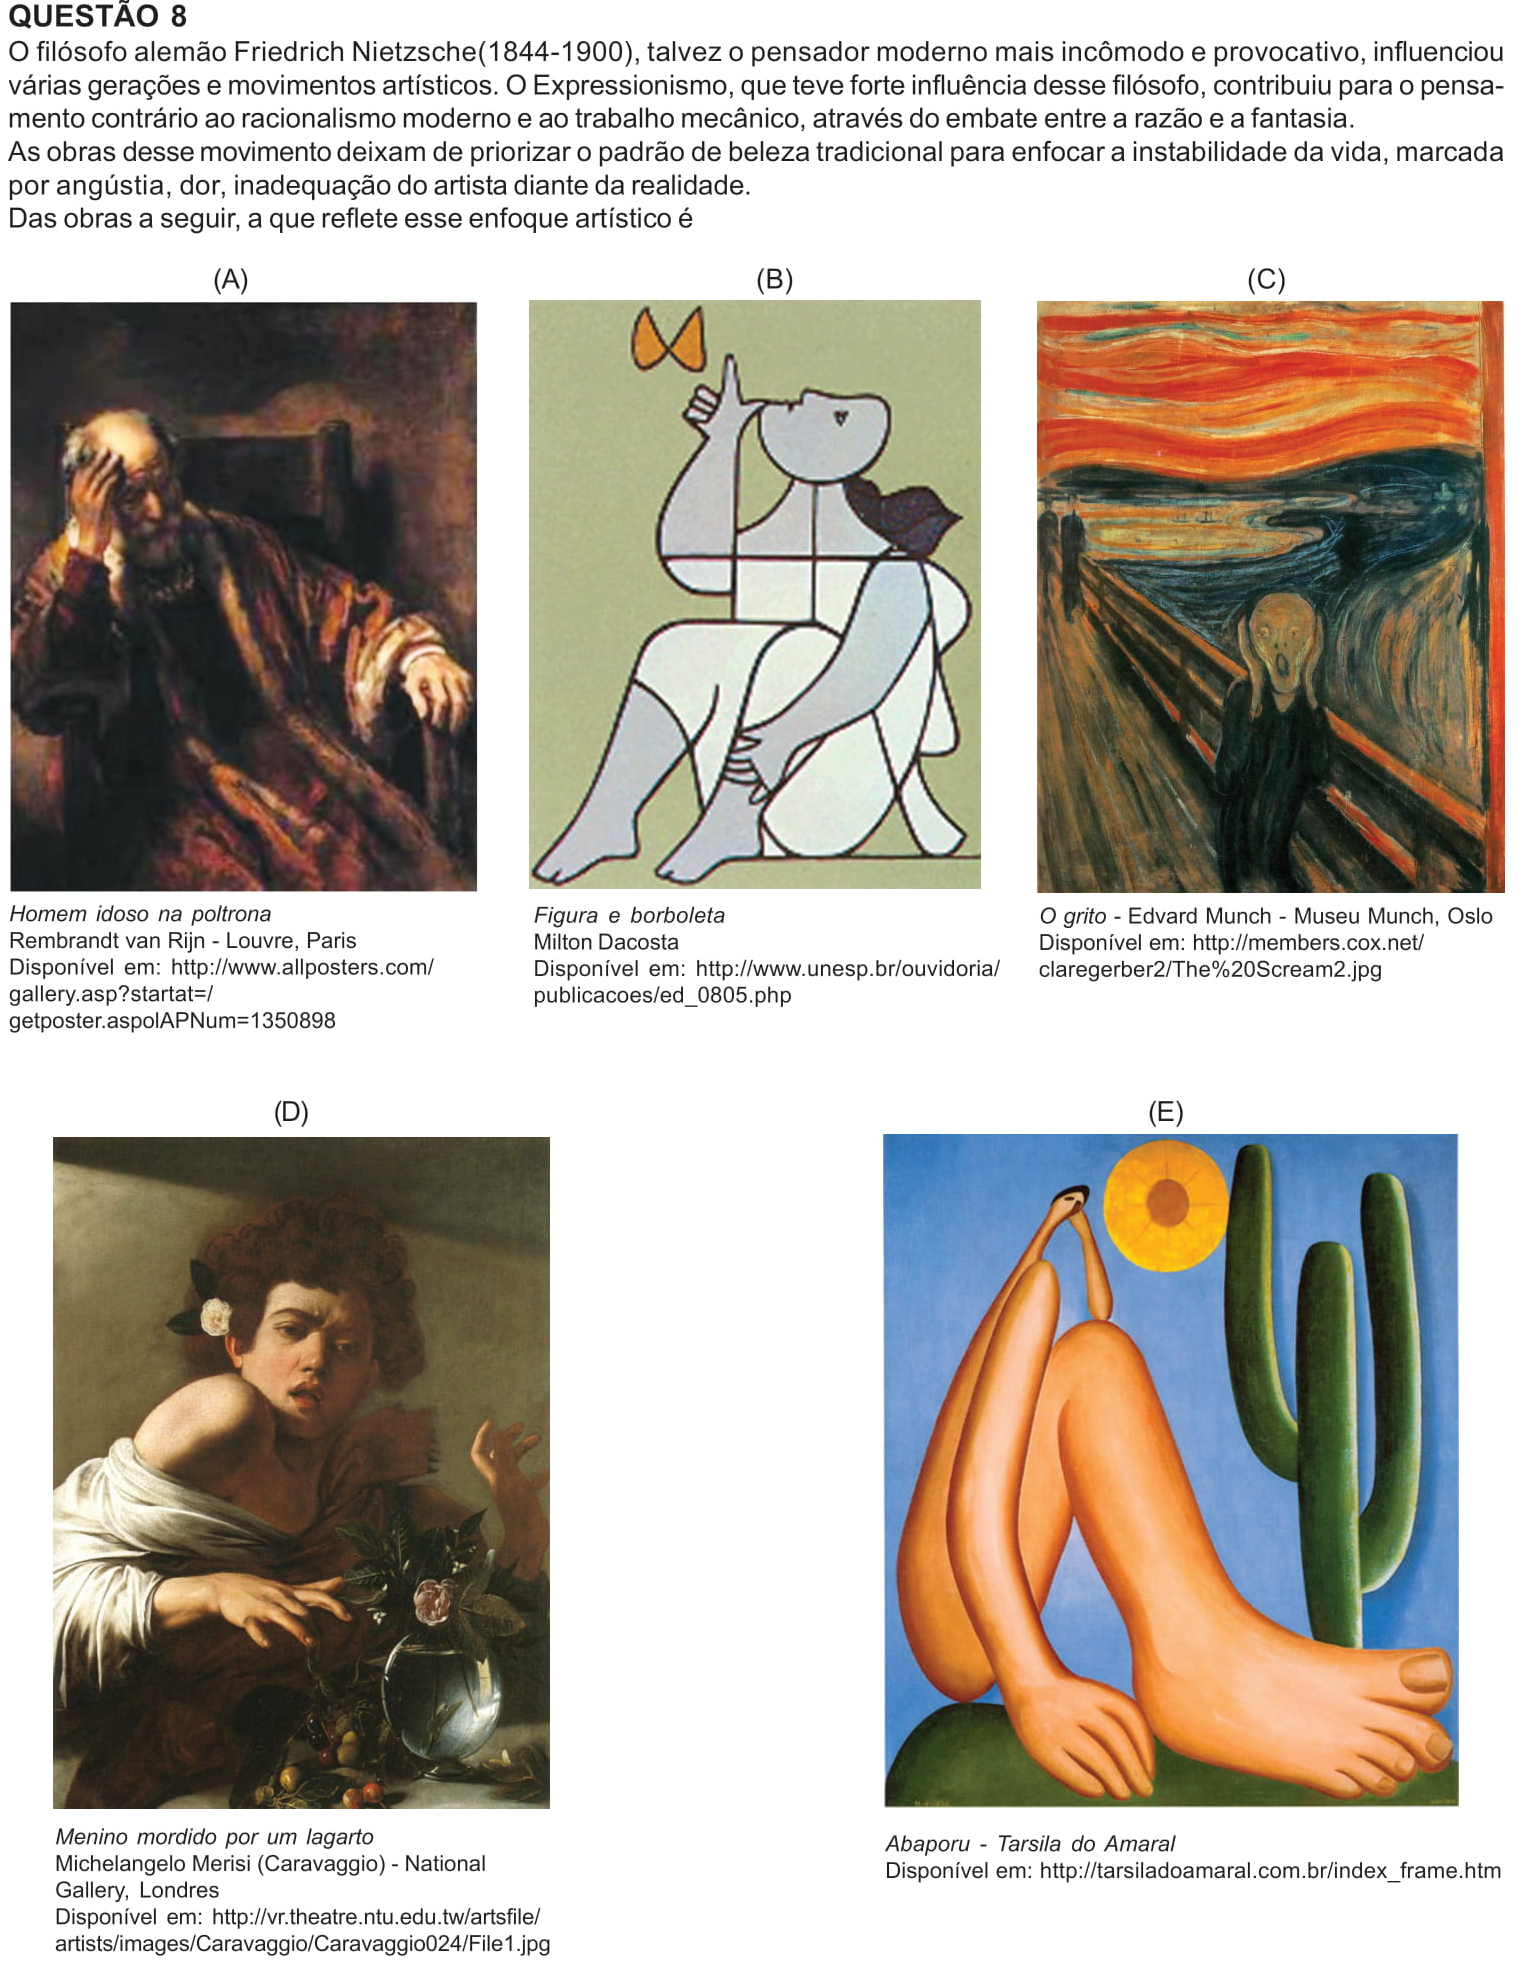 QUESTÃO 8
O filósofo alemão Friedrich Nietzsche(1844-1900), talvez o pensador moderno mais incômodo e provocativo, influenciou
várias gerações e movimentos artísticos. O Expressionismo, que teve forte influência desse filósofo, contribuiu para o pensa-
mento contrário ao racionalismo moderno e ao trabalho mecânico, através do embate entre a razão e a fantasia.
As obras desse movimento deixam de priorizar o padrão de beleza tradicional para enfocar a instabilidade da vida, marcada
por angústia, dor, inadequação do artista diante da realidade.
Das obras a seguir, a que reflete esse enfoque artístico é
(A)
(B)
(C)
Homem idoso na poltrona
Rembrandt van Rijn - Louvre, Paris
Disponível em: http://www.allposters.com/
gallery.asp?startat=/
getposter.aspolAPNum=1350898
Figura e borboleta
Milton Dacosta
Disponível em: http://www.unesp.br/ouvidoria/
publicacoes/ed_0805.php
O grito - Edvard Munch - Museu Munch, Oslo
Disponível em: http://members.cox.net/
claregerber2/The%20Scream2.jpg
(D)
(E)
Menino mordido por um lagarto
Michelangelo Merisi (Caravaggio) - National
Gallery, Londres
Disponível em: http://vr.theatre.ntu.edu.tw/artsfile/
artists/images/Caravaggio/Caravaggio024/File1.jpg
Abaporu - Tarsila do Amaral
Disponível em: http://tarsiladoamaral.com.br/index_frame.htm